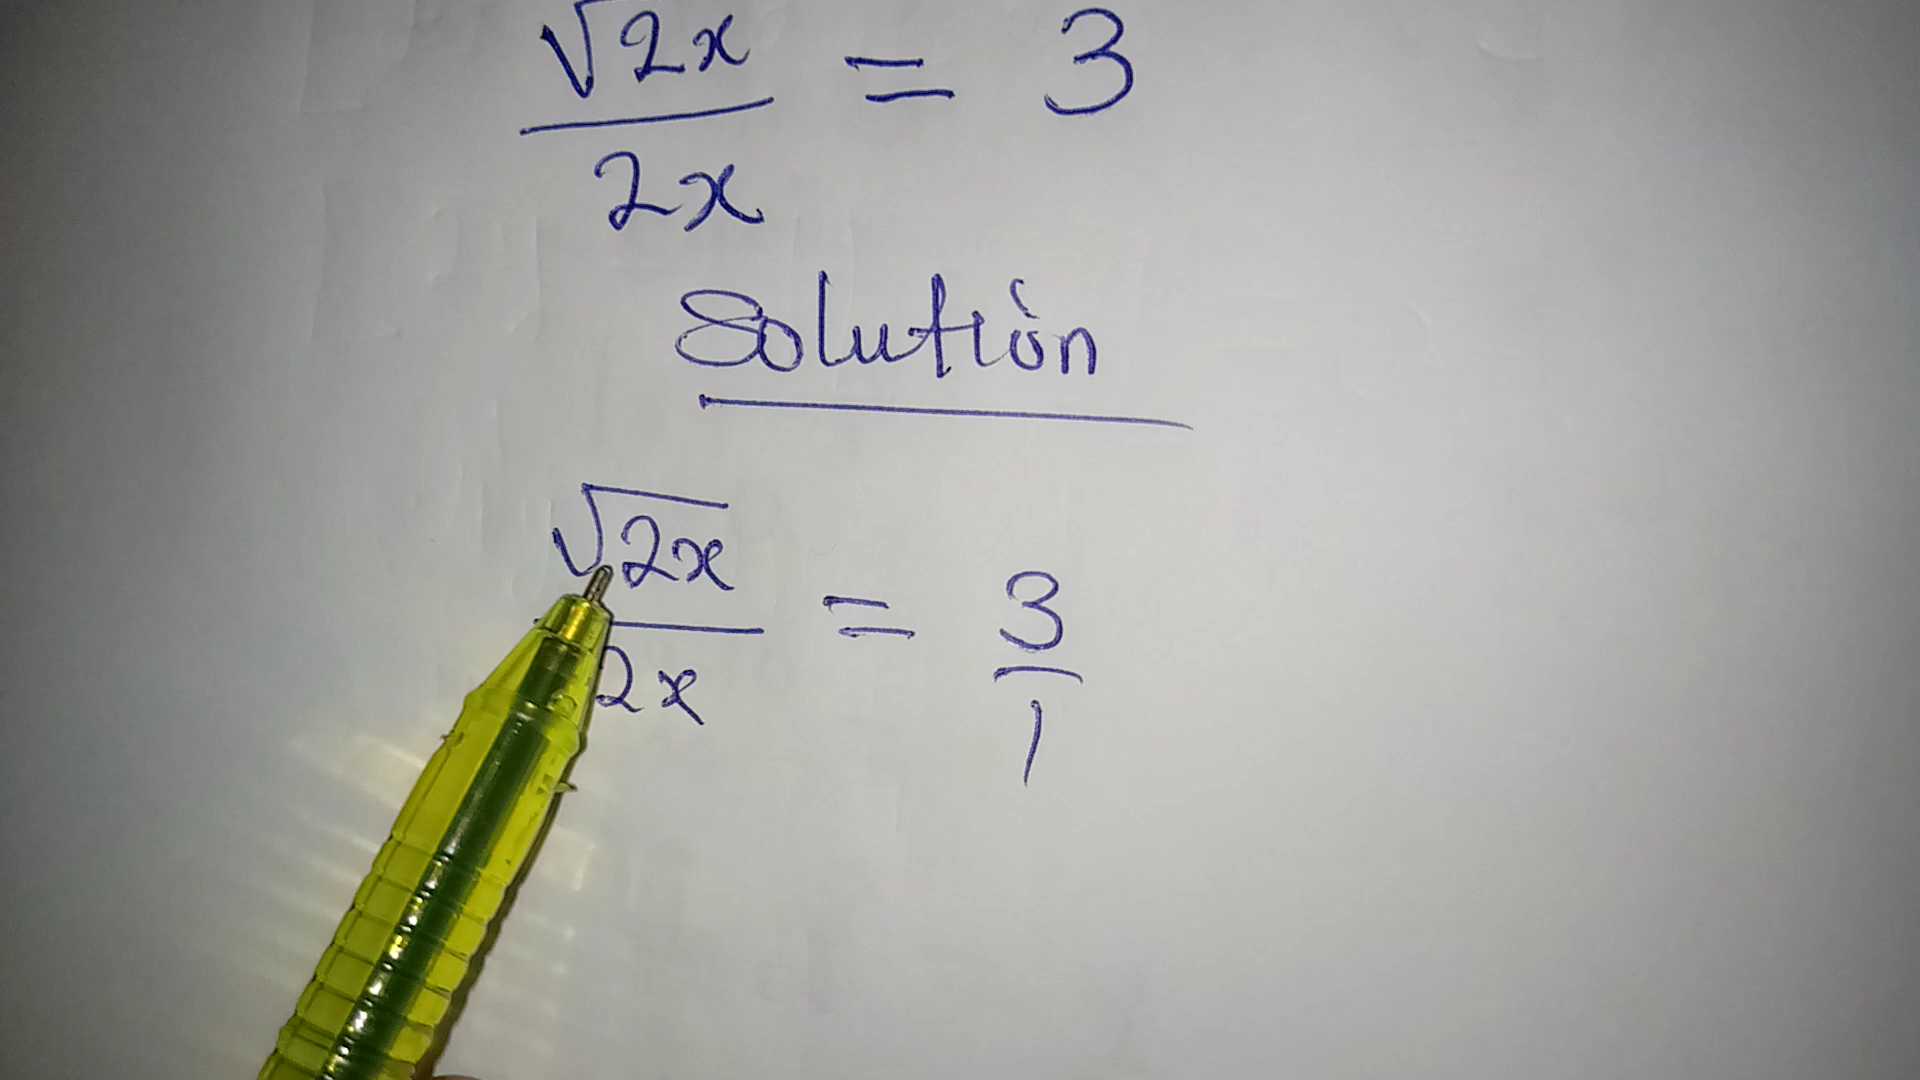 √2x / 2x = 3
Solution
√2x / 2x = 3 / 1